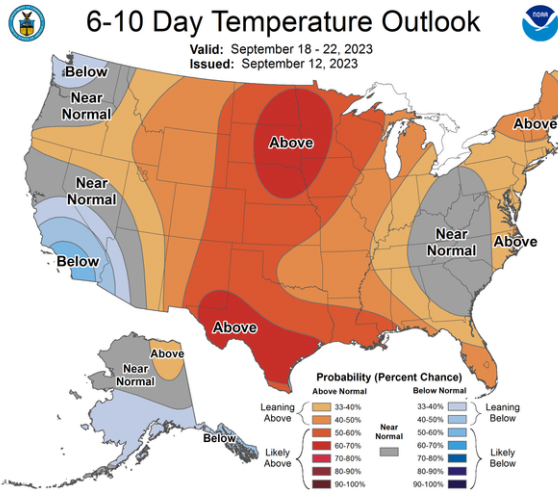 6-10 Day Temperature Outlook
Valid: September 18 - 22, 2023
Issued: September 12, 2023
NOAA
Below
Near
Normal
Above
Above
Near
Normal
Near
Normal
Above
Below
Above
Above
Near
Normal
Below
Probability (Percent Chance)
Above Normal
Below Normal
Leaning
Above
33-40%
40-50%
Likely
Above
50-60%
60-70%
70-80%
80-90%
90-100%
Near
Normal
33-40%
40-50%
Leaning
Below
50-60%
60-70%
70-80%
80-90%
90-100%
Likely
Below